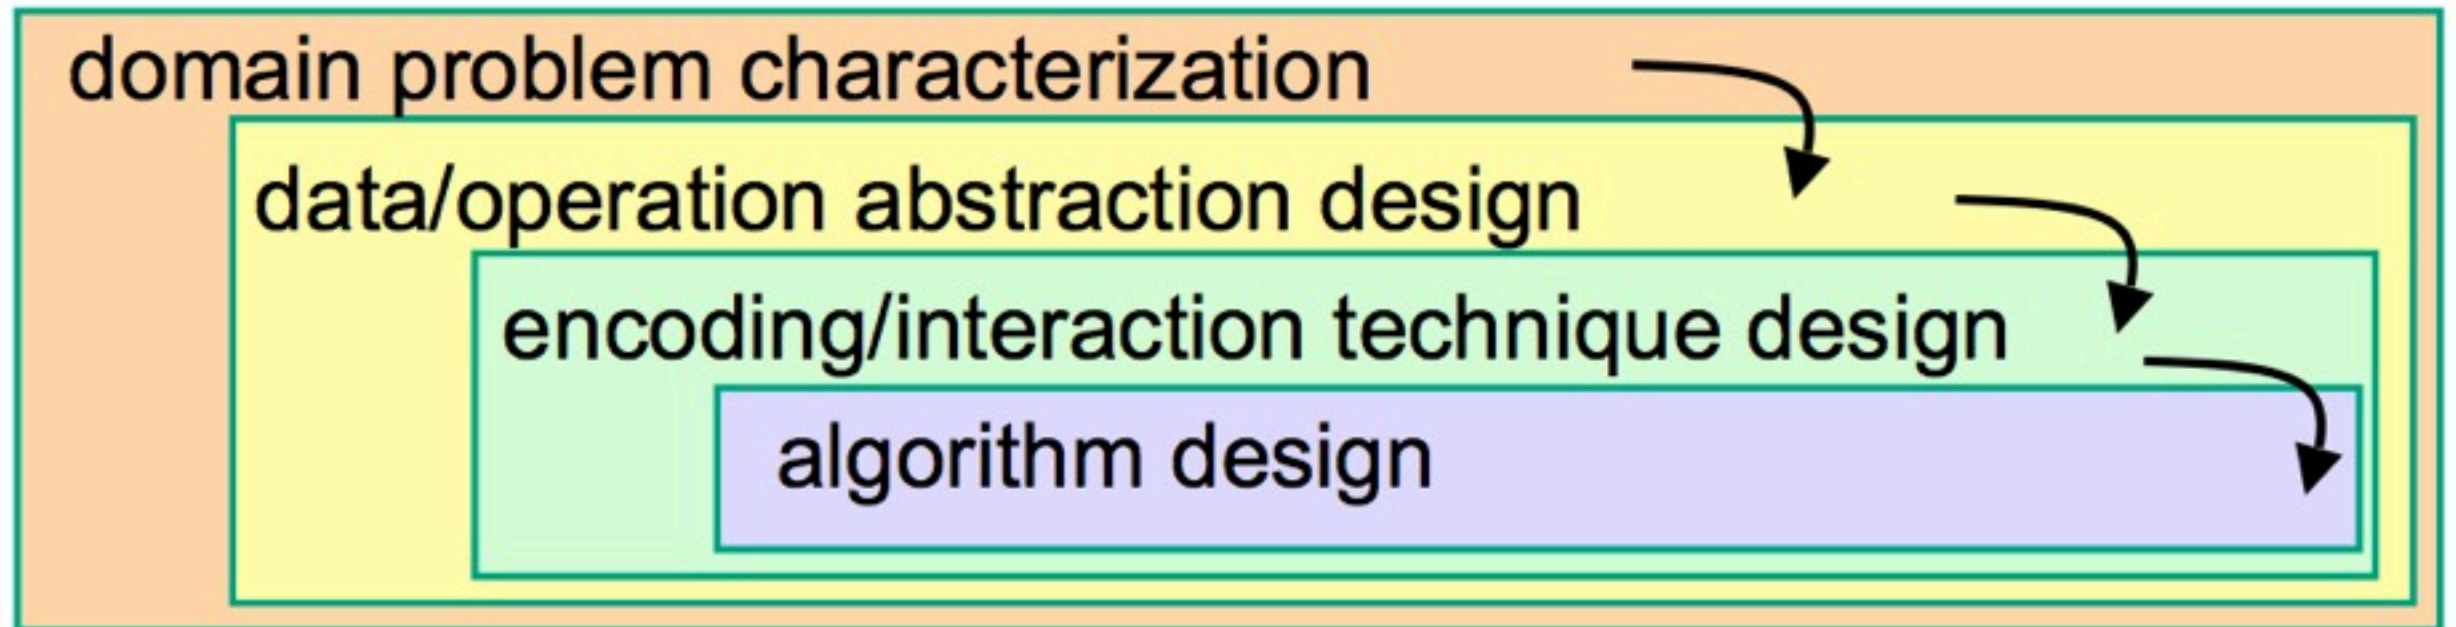 domain problem characterization
data/operation abstraction design
encoding/interaction technique design
algorithm design